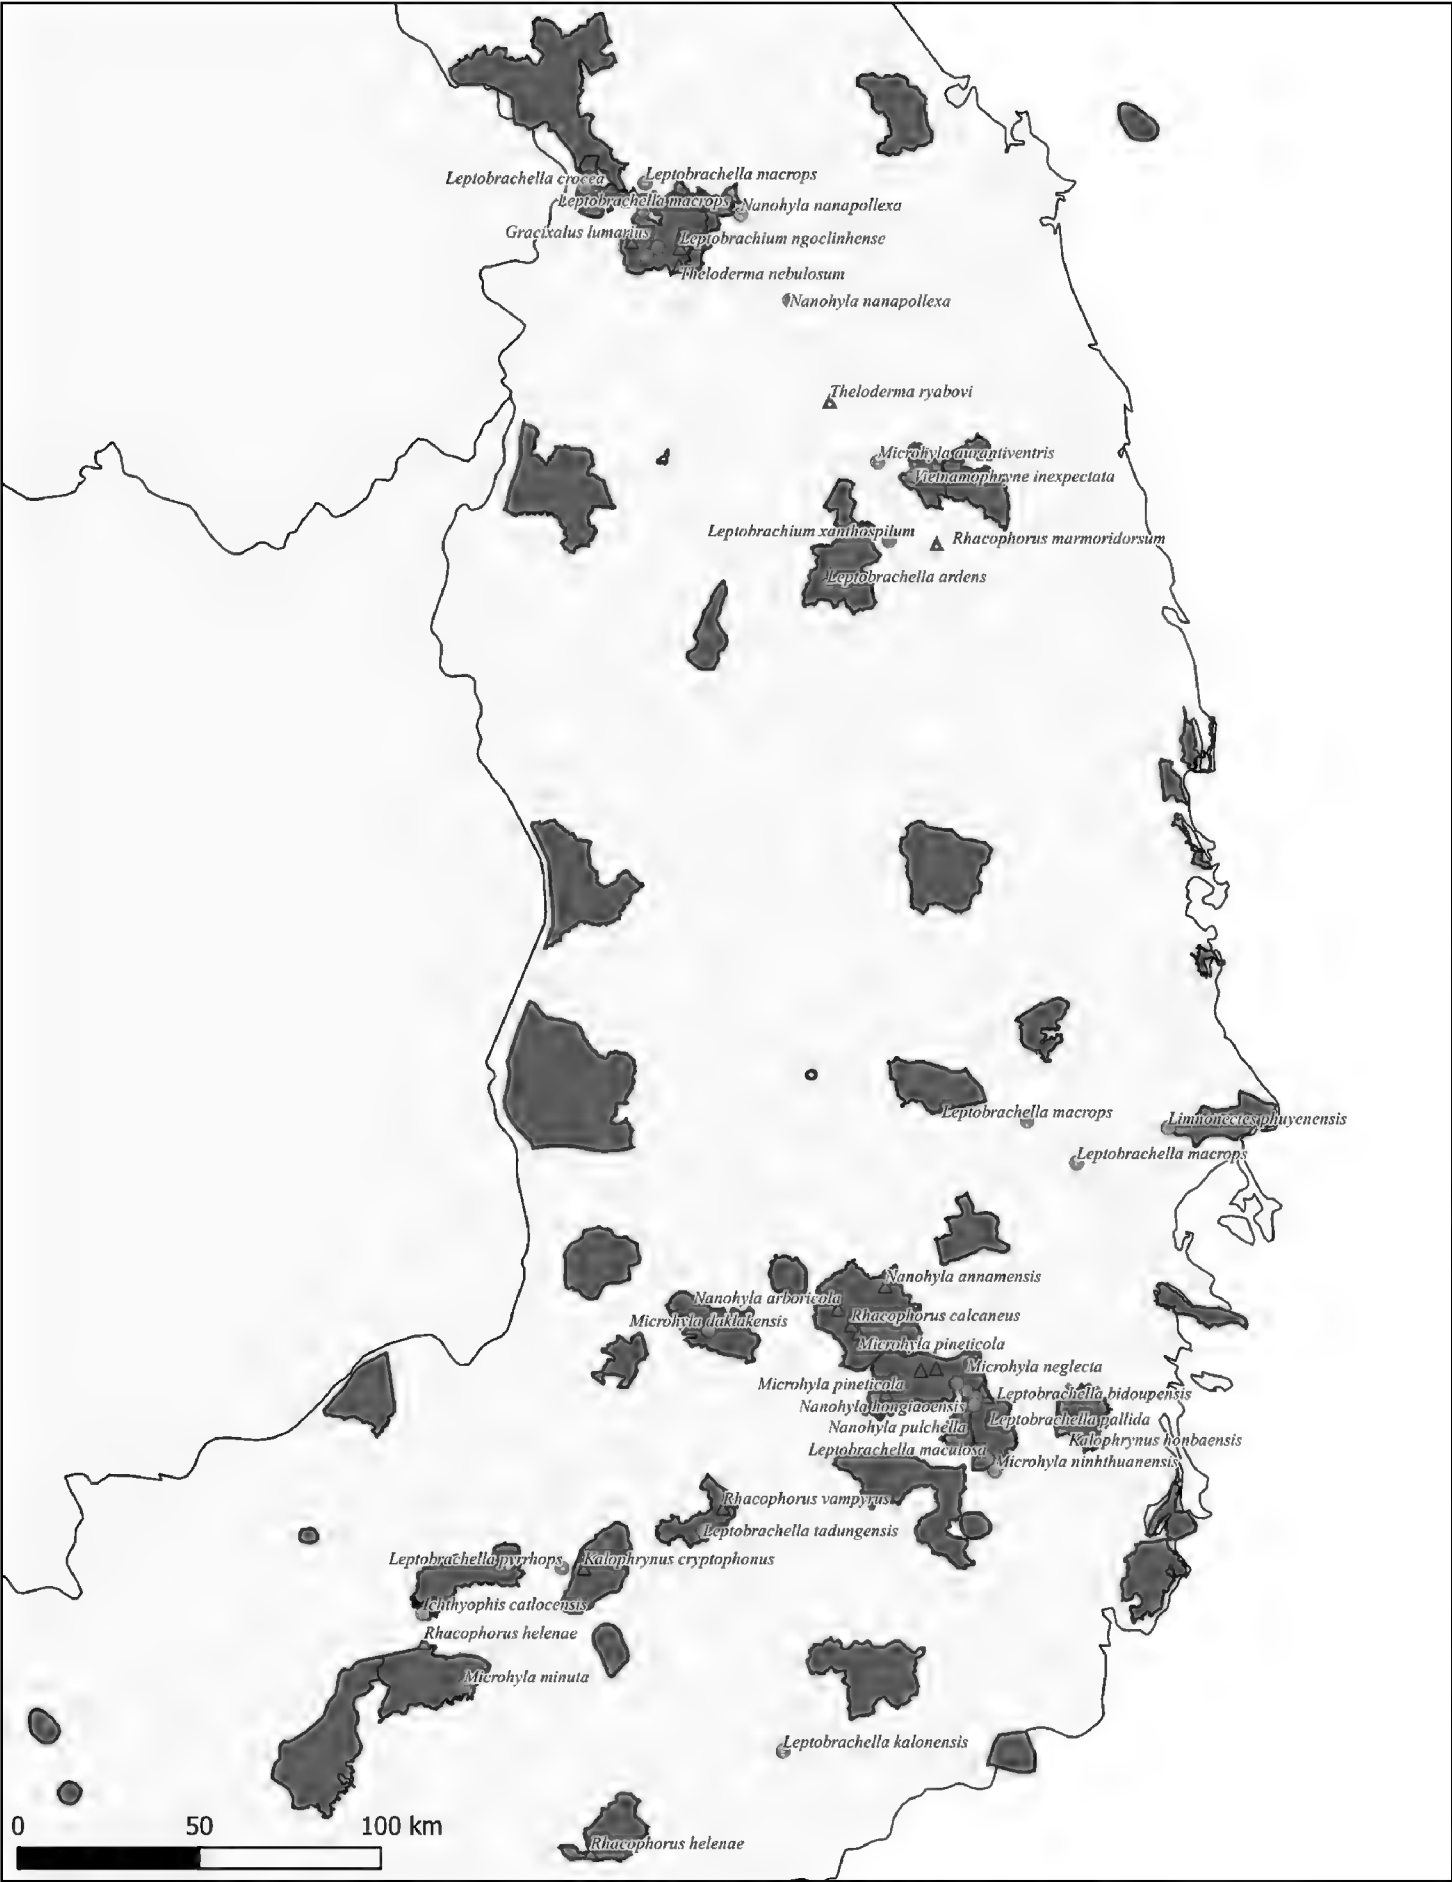 Leptobrachella crocea
Leptobrachella macrops
Leptobrachella macrops
Nanohyla nanapollexa
Gracixalus lumarius
Leptobrachium ngoclinhense
Theloderma nebulosum
Nanohyla nanapollexa
Theloderma ryabovi
Microhyla aurantiventris
Vietnamophryne inexpectata
Leptobrachium xanthospilum
Rhacophorus marmoridorsum
Leptobrachella ardens
Leptobrachella macrops
Limnonectes phuyenensis
Leptobrachella macrops
Nanohyla annamensis
Nanohyla arboricola
Rhacophorus calcaneus
Microhyla daklakensis
Microhyla pineticola
Microhyla neglecta
Microhyla pineticola
Leptobrachella bidoupensis
Nanohyla hongiaoensis
Leptobrachella pallida
Nanohyla pulchella
Kalophrynus honbaensis
Leptobrachella maculosa
Microhyla ninhthuanensis
Rhacophorus vampyrus
Leptobrachella tadungensis
Leptobrachella pyrrhops
Kalophrynus cryptophonus
Ichthyophis catlocensis
Rhacophorus helenae
Microhyla minuta
Leptobrachella kalonensis
0 50 100 km
Rhacophorus helenae